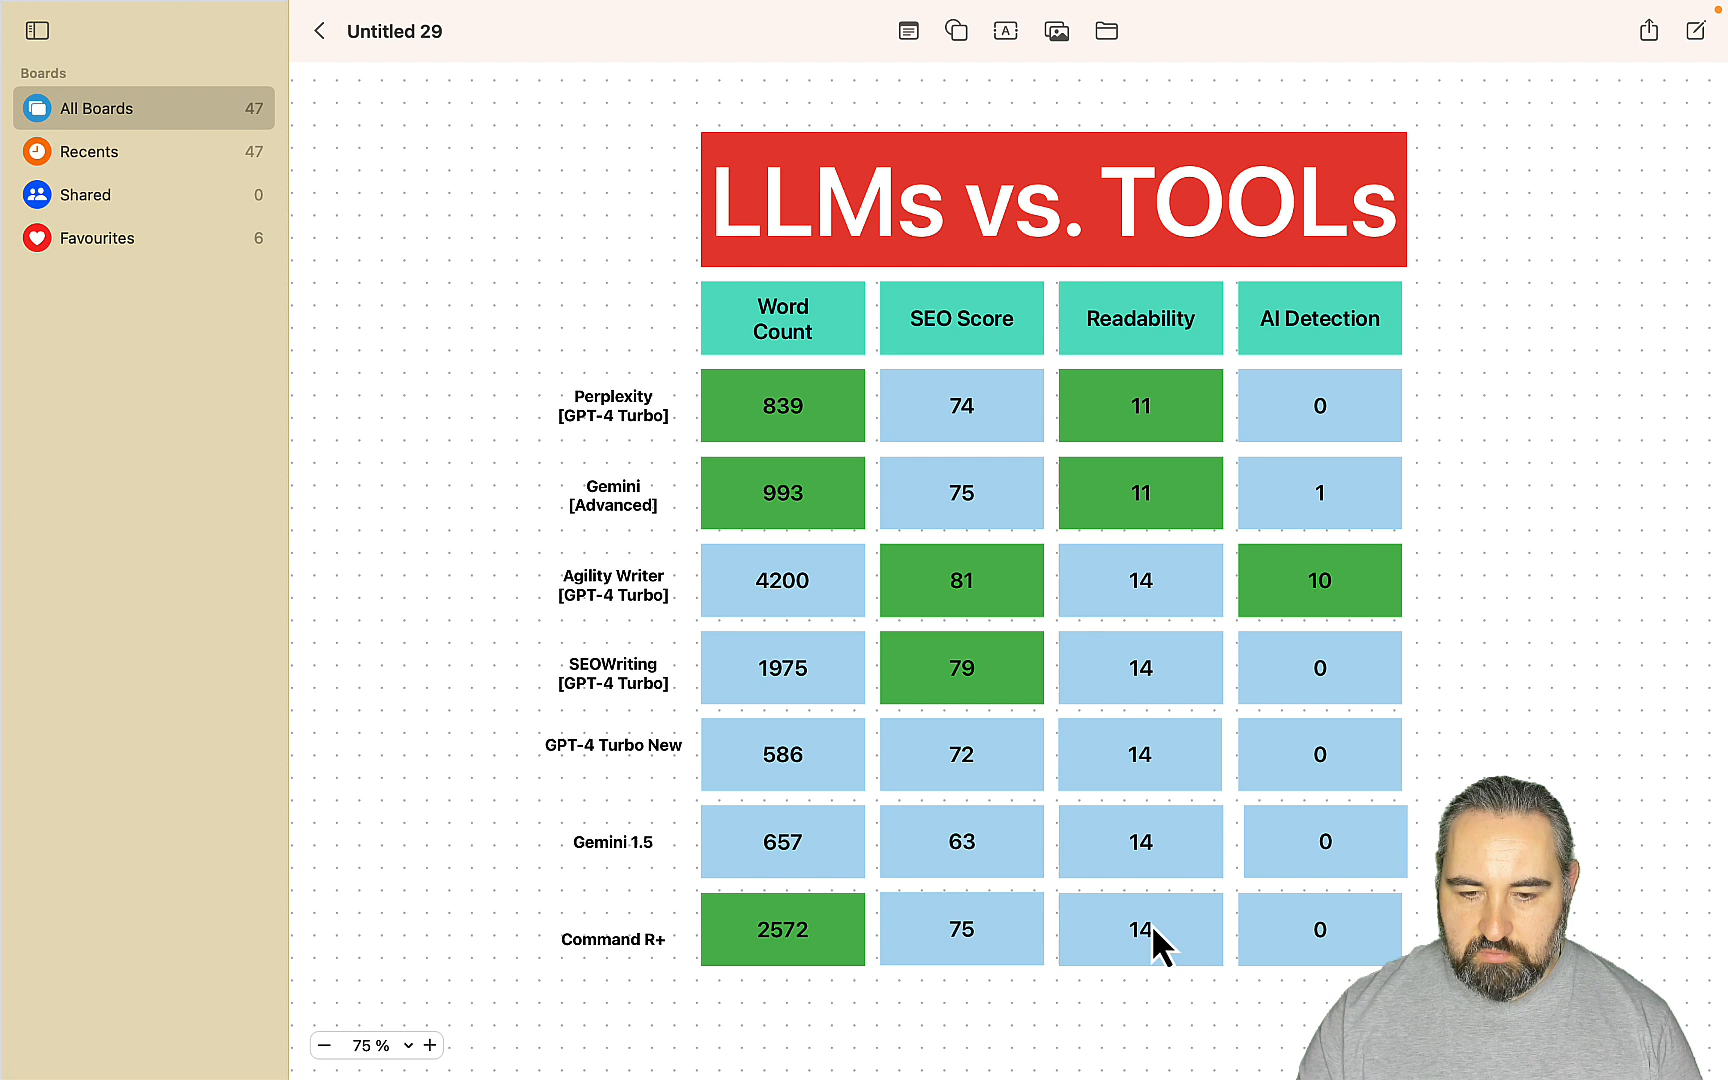 Untitled 29
Boards
All Boards 47
Recents 47
Shared 0
Favourites 6
LLMs vs. TOOLs
Word
Count
SEO Score
Readability
AI Detection
Perplexity
[GPT-4 Turbo]
839
74
11
0
Gemini
[Advanced]
993
75
11
1
Agility Writer
[GPT-4 Turbo]
4200
81
14
10
SEOWriting
[GPT-4 Turbo]
1975
79
14
0
GPT-4 Turbo New
586
72
14
0
Gemini 1.5
657
63
14
0
Command R+
2572
75
14
0
75 %